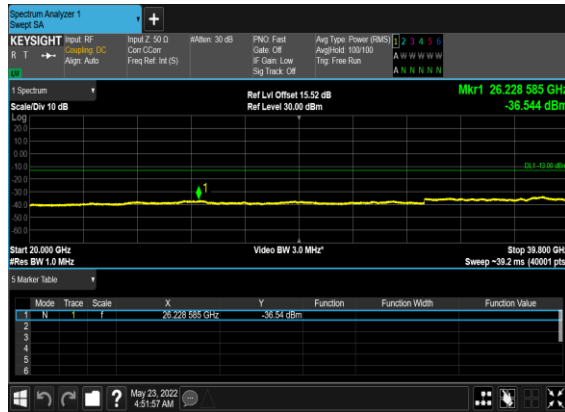 Spectrum Analyzer 1
Swept SA
+
KEYSIGHT Input: RF Input Z: 50 Ω #Atten: 30 dB PNO: Fast Avg Type: Power (RMS) 1 2 3 4 5 6
R T Coupling: DC Corr CCorr Gate: Off Avg|Hold: 100/100 A W W W W W
Align: Auto Freq Ref: Int (S) IF Gain: Low Trig: Free Run
Sig Track: Off A N N N N N
LU
1 Spectrum Ref Lvl Offset 15.52 dB Mkr1 26.228 585 GHz
Scale/Div 10 dB Ref Level 30.00 dBm -36.544 dBm
Log
20.0
10.0
0.00
-10.0 DL1 -13.00 dBm
-20.0
-30.0 1
-40.0
-50.0
-60.0
Start 20.000 GHz Video BW 3.0 MHz* Stop 39.800 GHz
#Res BW 1.0 MHz Sweep ~39.2 ms (40001 pts)
5 Marker Table
Mode Trace Scale X Y Function Function Width Function Value
1 N 1 f 26.228 585 GHz -36.54 dBm
2
3
4
5
6
? May 23, 2022
4:51:57 AM